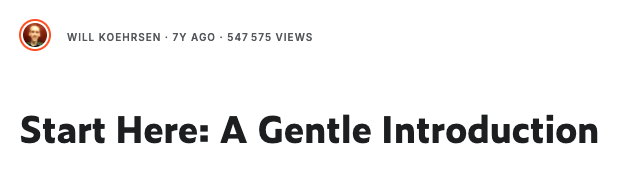 WILL KOEHRSEN · 7Y AGO · 547 575 VIEWS
Start Here: A Gentle Introduction